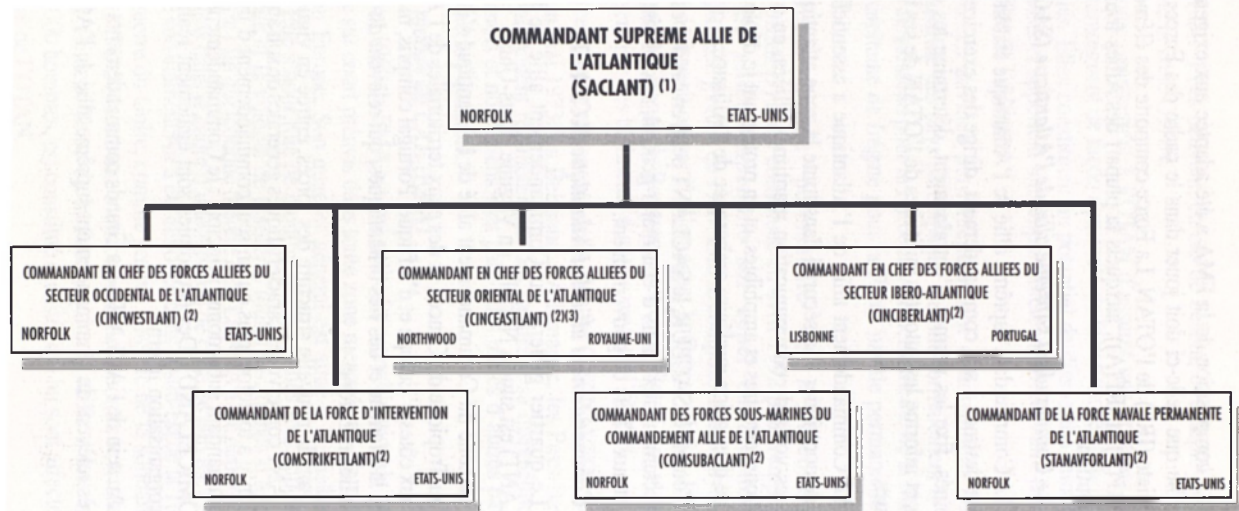 COMMANDANT SUPREME ALLIE DE
L'ATLANTIQUE
(SACLANT) (1)
NORFOLK ETATS-UNIS
COMMANDANT EN CHEF DES FORCES ALLIEES DU
SECTEUR OCCIDENTAL DE L'ATLANTIQUE
(CINCWESTLANT) (2)
NORFOLK ETATS-UNIS
COMMANDANT EN CHEF DES FORCES ALLIEES DU
SECTEUR ORIENTAL DE L'ATLANTIQUE
(CINCEASTLANT) (2)(3)
NORTHWOOD ROYAUME-UNI
COMMANDANT EN CHEF DES FORCES ALLIEES DU
SECTEUR IBERO-ATLANTIQUE
(CINCIBERLANT)(2)
LISBONNE PORTUGAL
COMMANDANT DE LA FORCE D'INTERVENTION
DE L'ATLANTIQUE
(COMSTRIKFLTLANT)(2)
NORFOLK ETATS-UNIS
COMMANDANT DES FORCES SOUS-MARINES DU
COMMANDEMENT ALLIE DE L'ATLANTIQUE
(COMSUBACLANT)(2)
NORFOLK ETATS-UNIS
COMMANDANT DE LA FORCE NAVALE PERMANENTE
DE L'ATLANTIQUE
(STANAVFORLANT)(2)
NORFOLK ETATS-UNIS